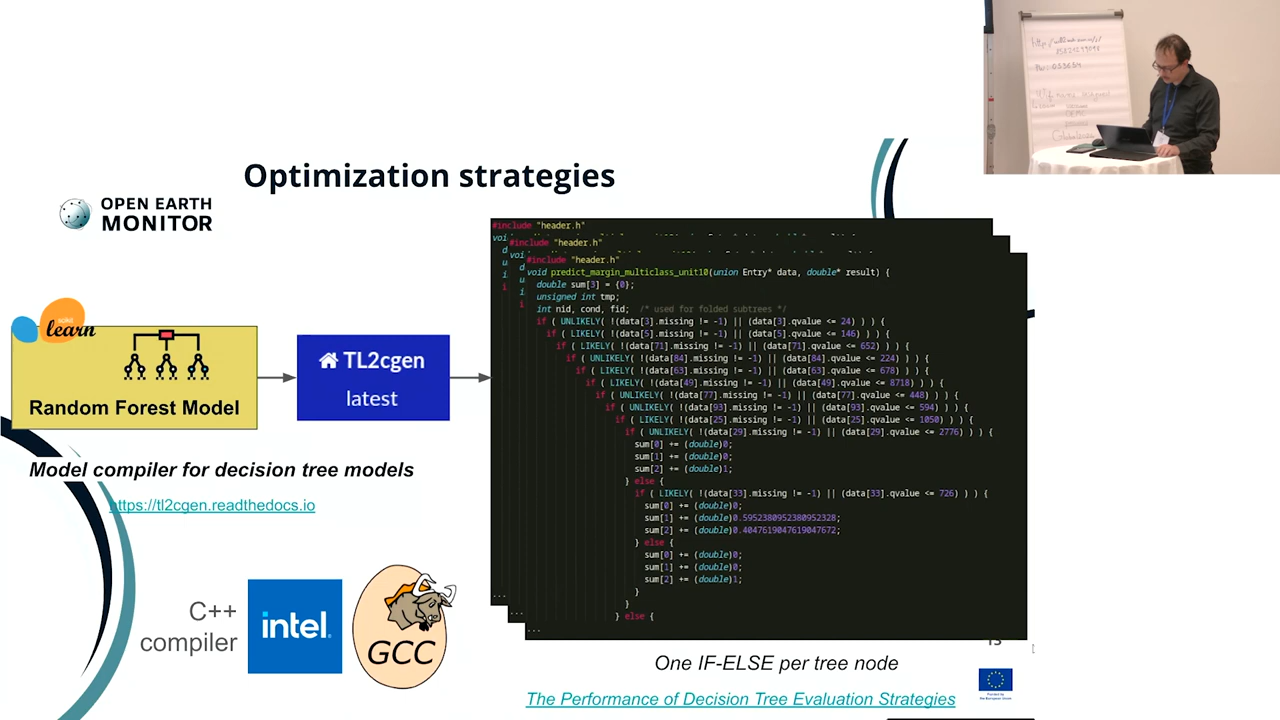 Optimization strategies
OPEN EARTH
MONITOR
scikit
learn
Random Forest Model
TL2cgen
latest
Model compiler for decision tree models
https://tl2cgen.readthedocs.io
C++
compiler
intel.
GCC
#include "header.h"
#include "header.h"
#include "header.h"
void predict_margin_multiclass_unit10(union Entry* data, double* result) {
double sum[3] = {0};
unsigned int tmp;
int nid, cond, fid; /* used for folded subtrees */
if ( UNLIKELY( !(data[3].missing != -1) || (data[3].qvalue <= 24) ) ) {
if ( LIKELY( !(data[5].missing != -1) || (data[5].qvalue <= 146) ) ) {
if ( LIKELY( !(data[71].missing != -1) || (data[71].qvalue <= 652) ) ) {
if ( UNLIKELY( !(data[84].missing != -1) || (data[84].qvalue <= 224) ) ) {
if ( LIKELY( !(data[63].missing != -1) || (data[63].qvalue <= 678) ) ) {
if ( LIKELY( !(data[49].missing != -1) || (data[49].qvalue <= 8718) ) ) {
if ( UNLIKELY( !(data[77].missing != -1) || (data[77].qvalue <= 448) ) ) {
if ( UNLIKELY( !(data[93].missing != -1) || (data[93].qvalue <= 594) ) ) {
if ( LIKELY( !(data[25].missing != -1) || (data[25].qvalue <= 1050) ) ) {
if ( UNLIKELY( !(data[29].missing != -1) || (data[29].qvalue <= 2776) ) ) {
sum[0] += (double)0;
sum[1] += (double)0;
sum[2] += (double)1;
} else {
if ( LIKELY( !(data[33].missing != -1) || (data[33].qvalue <= 726) ) ) {
sum[0] += (double)0;
sum[1] += (double)0.5952380952380952328;
sum[2] += (double)0.4047619047619047672;
} else {
sum[0] += (double)0;
sum[1] += (double)0;
sum[2] += (double)1;
}
}
} else {
...
...
...
One IF-ELSE per tree node
The Performance of Decision Tree Evaluation Strategies